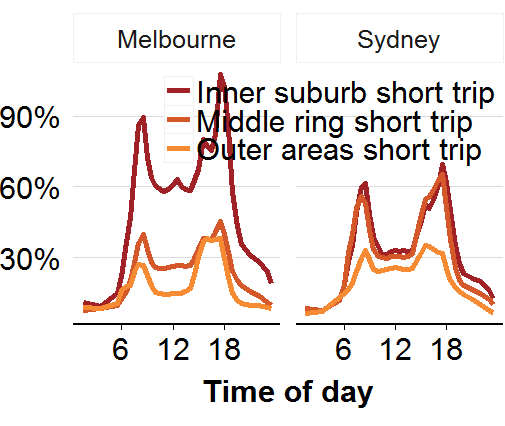 Melbourne Sydney
Inner suburb short trip
90%
Middle ring short trip
Outer areas short trip
60%
30%
6 12 18 6 12 18
Time of day